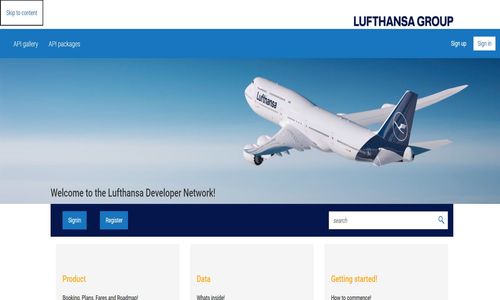 Skip to content
LUFTHANSA GROUP
API gallery API packages Sign up Sign in
Lufthansa
Welcome to the Lufthansa Developer Network!
Signin Register search
Product Data Getting started!
Booking, Plans, Fares and Roadmap! Whats inside! How to commence!